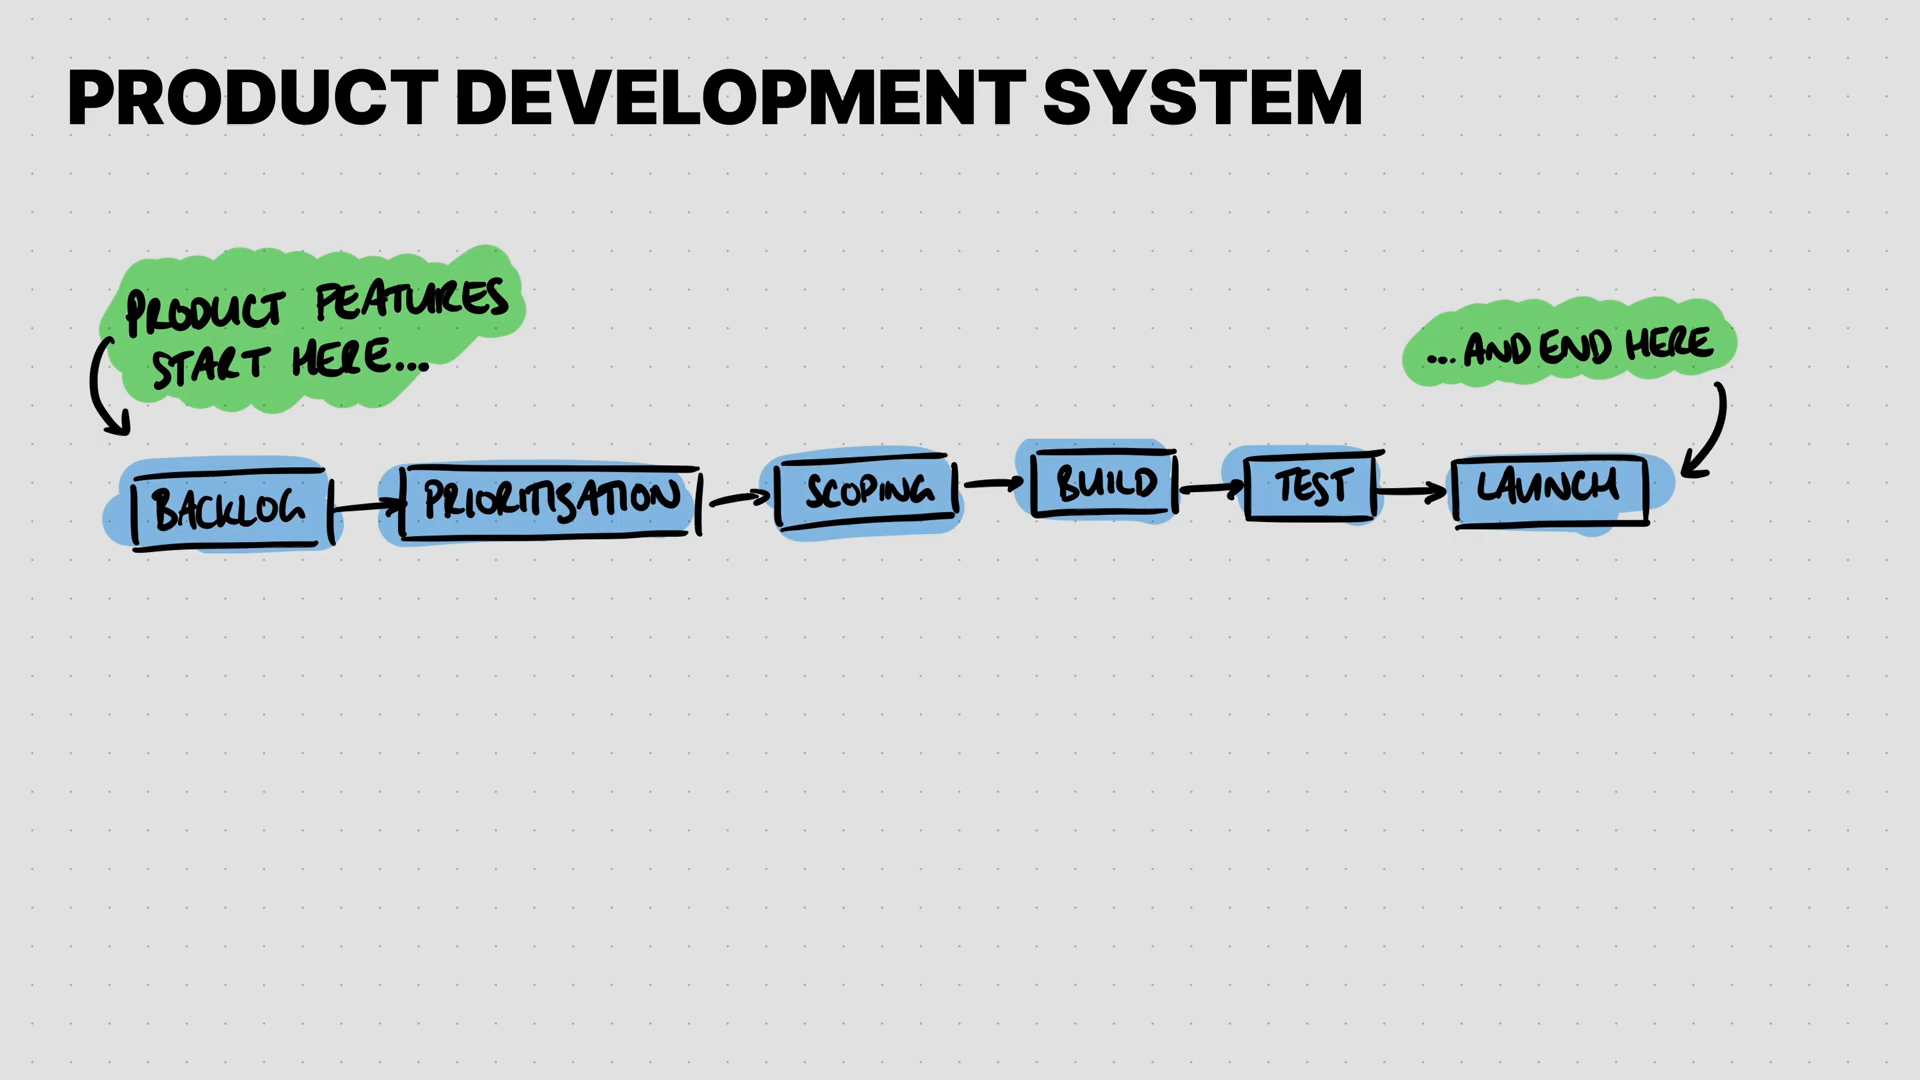 PRODUCT DEVELOPMENT SYSTEM
PRODUCT FEATURES
START HERE...
...AND END HERE
BACKLOG
PRIORITISATION
SCOPING
BUILD
TEST
LAUNCH